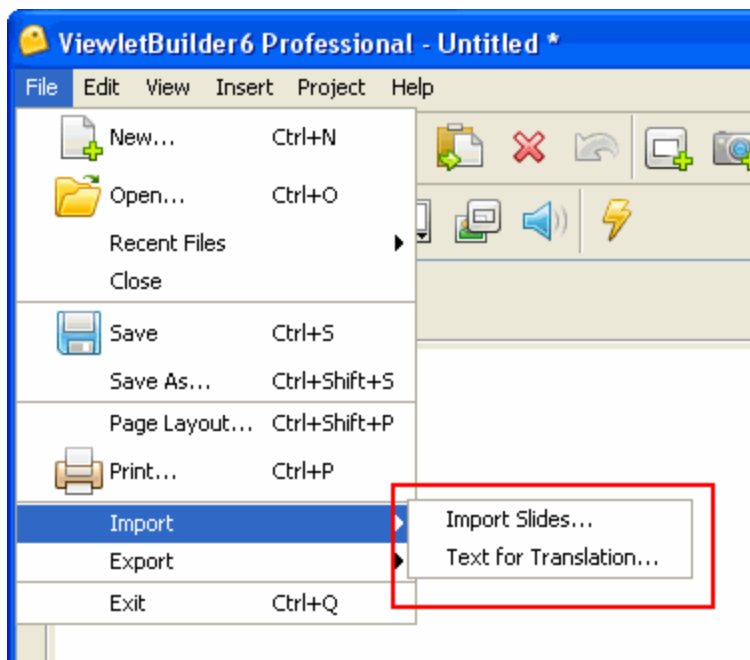 ViewletBuilder6 Professional - Untitled *
File Edit View Insert Project Help
New... Ctrl+N
Open... Ctrl+O
Recent Files
Close
Save Ctrl+S
Save As... Ctrl+Shift+S
Page Layout... Ctrl+Shift+P
Print... Ctrl+P
Import
Import Slides...
Text for Translation...
Export
Exit Ctrl+Q